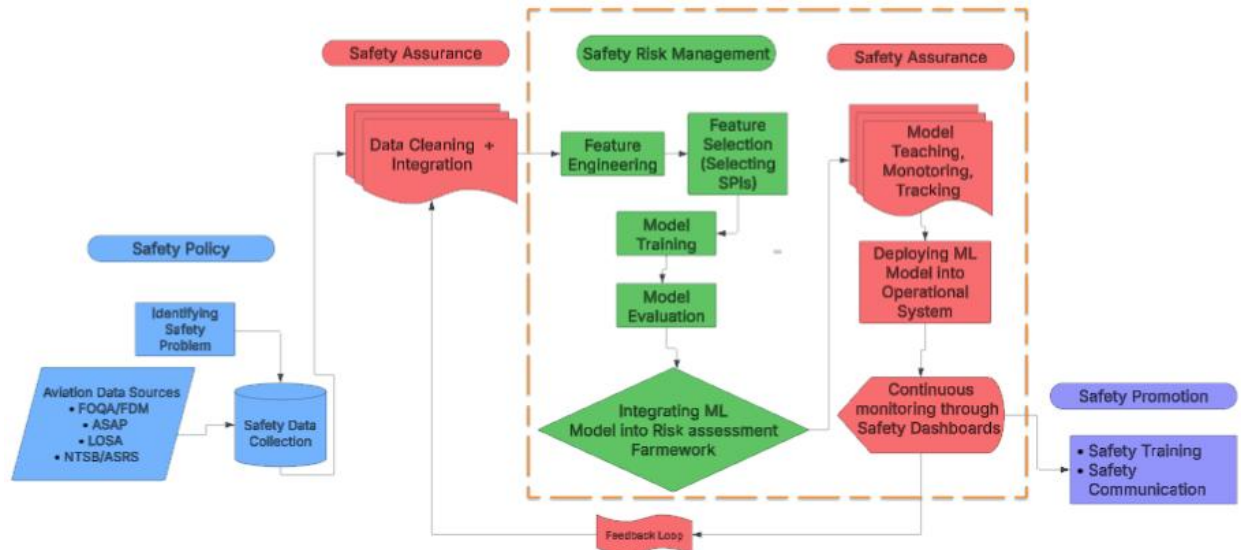 Safety Assurance
Safety Risk Management
Safety Assurance
Data Cleaning +
Integration
Feature
Engineering
Feature
Selection
(Selecting
SPIs)
Model
Teaching,
Monotoring,
Tracking
Model
Training
Model
Evaluation
Deploying ML
Model into
Operational
System
Safety Policy
Identifying
Safety
Problem
Aviation Data Sources
• FOQA/FDM
• ASAP
• LOSA
• NTSB/ASRS
Safety Data
Collection
Integrating ML
Model into Risk assessment
Farmework
Continuous
monitoring through
Safety Dashboards
Safety Promotion
• Safety Training
• Safety
Communication
Feedback Loop